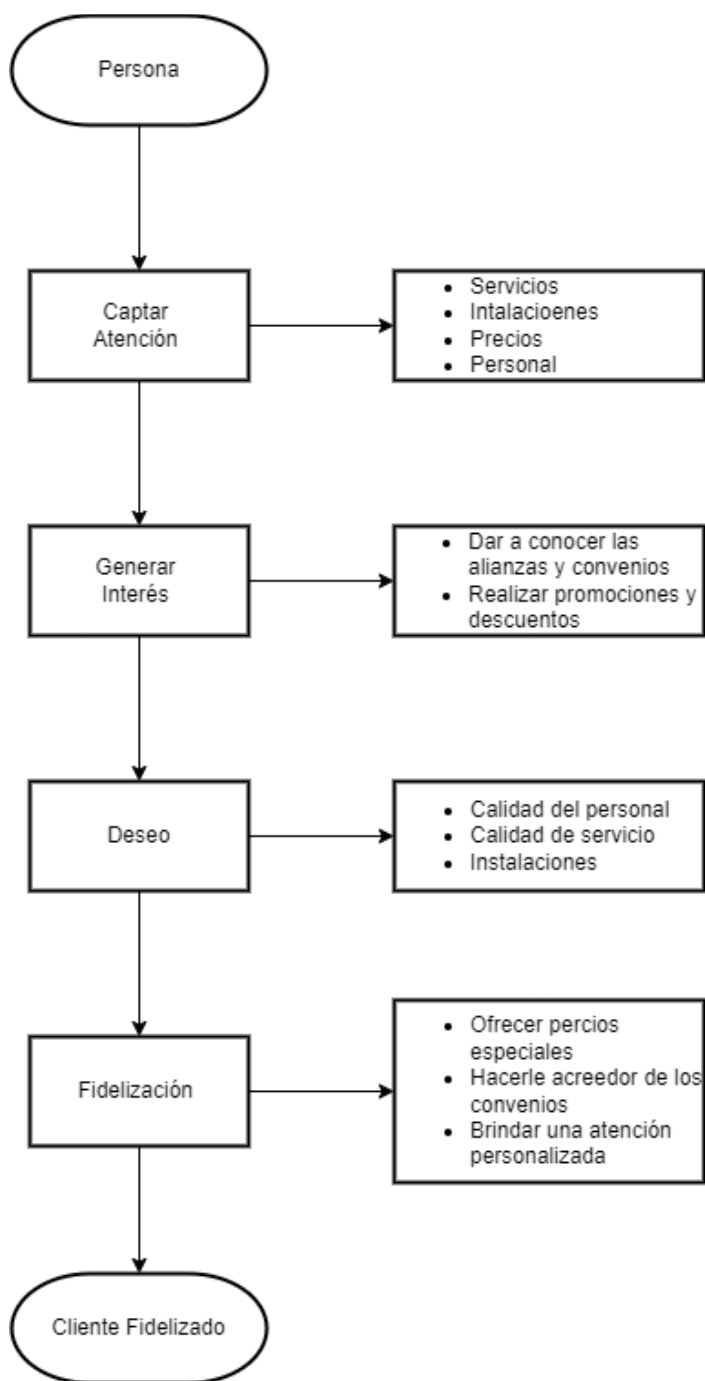 Persona
Captar
Atención
• Servicios
• Intalacioenes
• Precios
• Personal
Generar
Interés
• Dar a conocer las
alianzas y convenios
• Realizar promociones y
descuentos
Deseo
• Calidad del personal
• Calidad de servicio
• Instalaciones
Fidelización
• Ofrecer percios
especiales
• Hacerle acreedor de los
convenios
• Brindar una atención
personalizada
Cliente Fidelizado